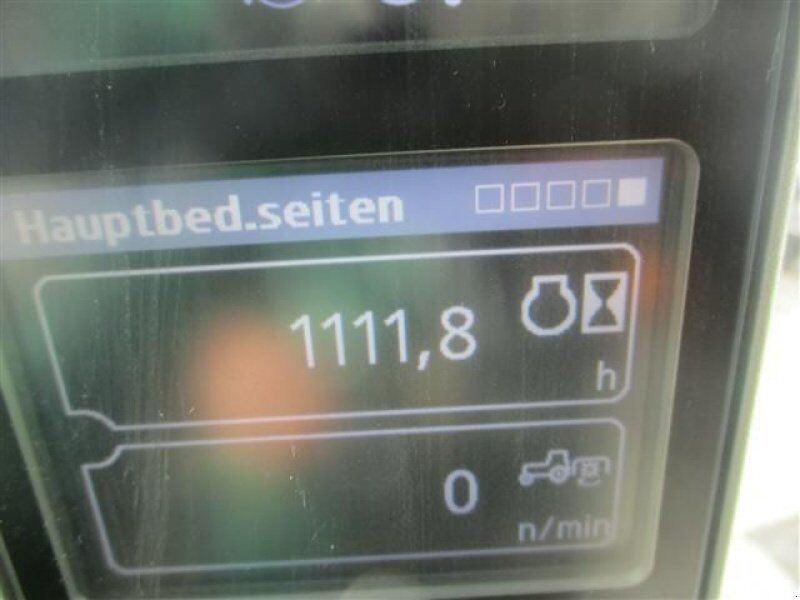 Hauptbed.seiten
1111,8
h
0
n/min